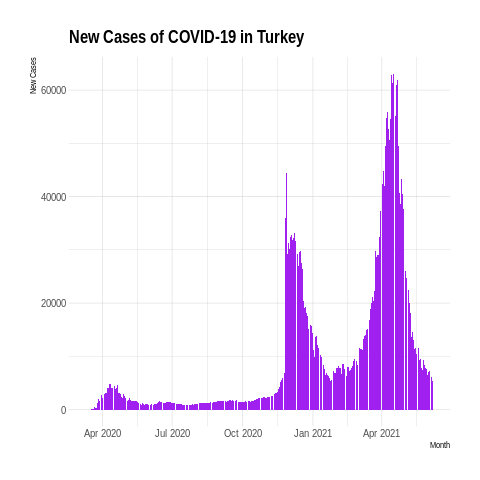 New Cases of COVID-19 in Turkey
New Cases
60000
40000
20000
0
Apr 2020 Jul 2020 Oct 2020 Jan 2021 Apr 2021
Month